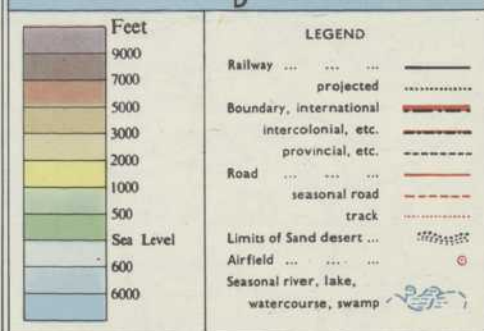 Feet
9000
7000
5000
3000
2000
1000
500
Sea Level
600
6000
LEGEND
Railway ... ... ...
projected
Boundary, international
intercolonial, etc.
provincial, etc.
Road ... ... ...
seasonal road
track
Limits of Sand desert ...
Airfield ... ... ...
Seasonal river, lake,
watercourse, swamp